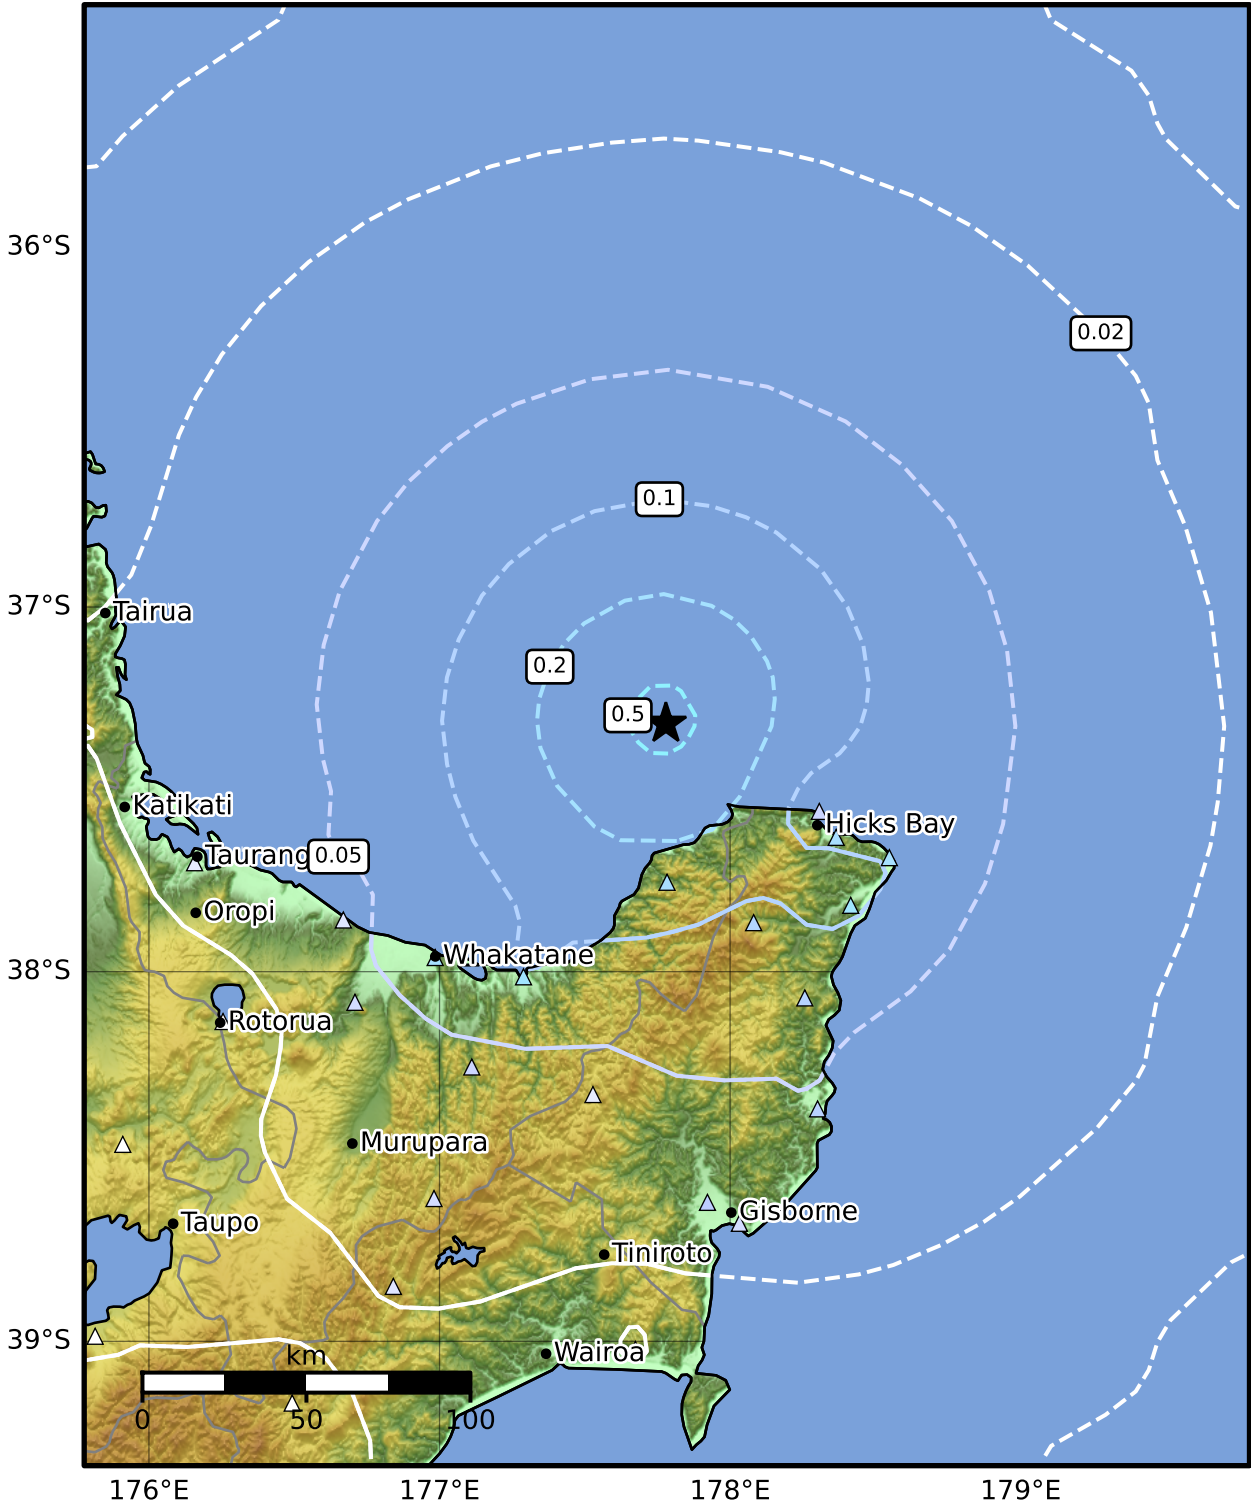 36°S
0.02
0.1
37°S
Tairua
0.2
0.5
Katikati
Hicks Bay
Taurang
0.05
Oropi
Whakatane
38°S
Rotorua
Murupara
Gisborne
Taupo
Tiniroto
39°S
Wairoa
km
0 50 100
176°E 177°E 178°E 179°E